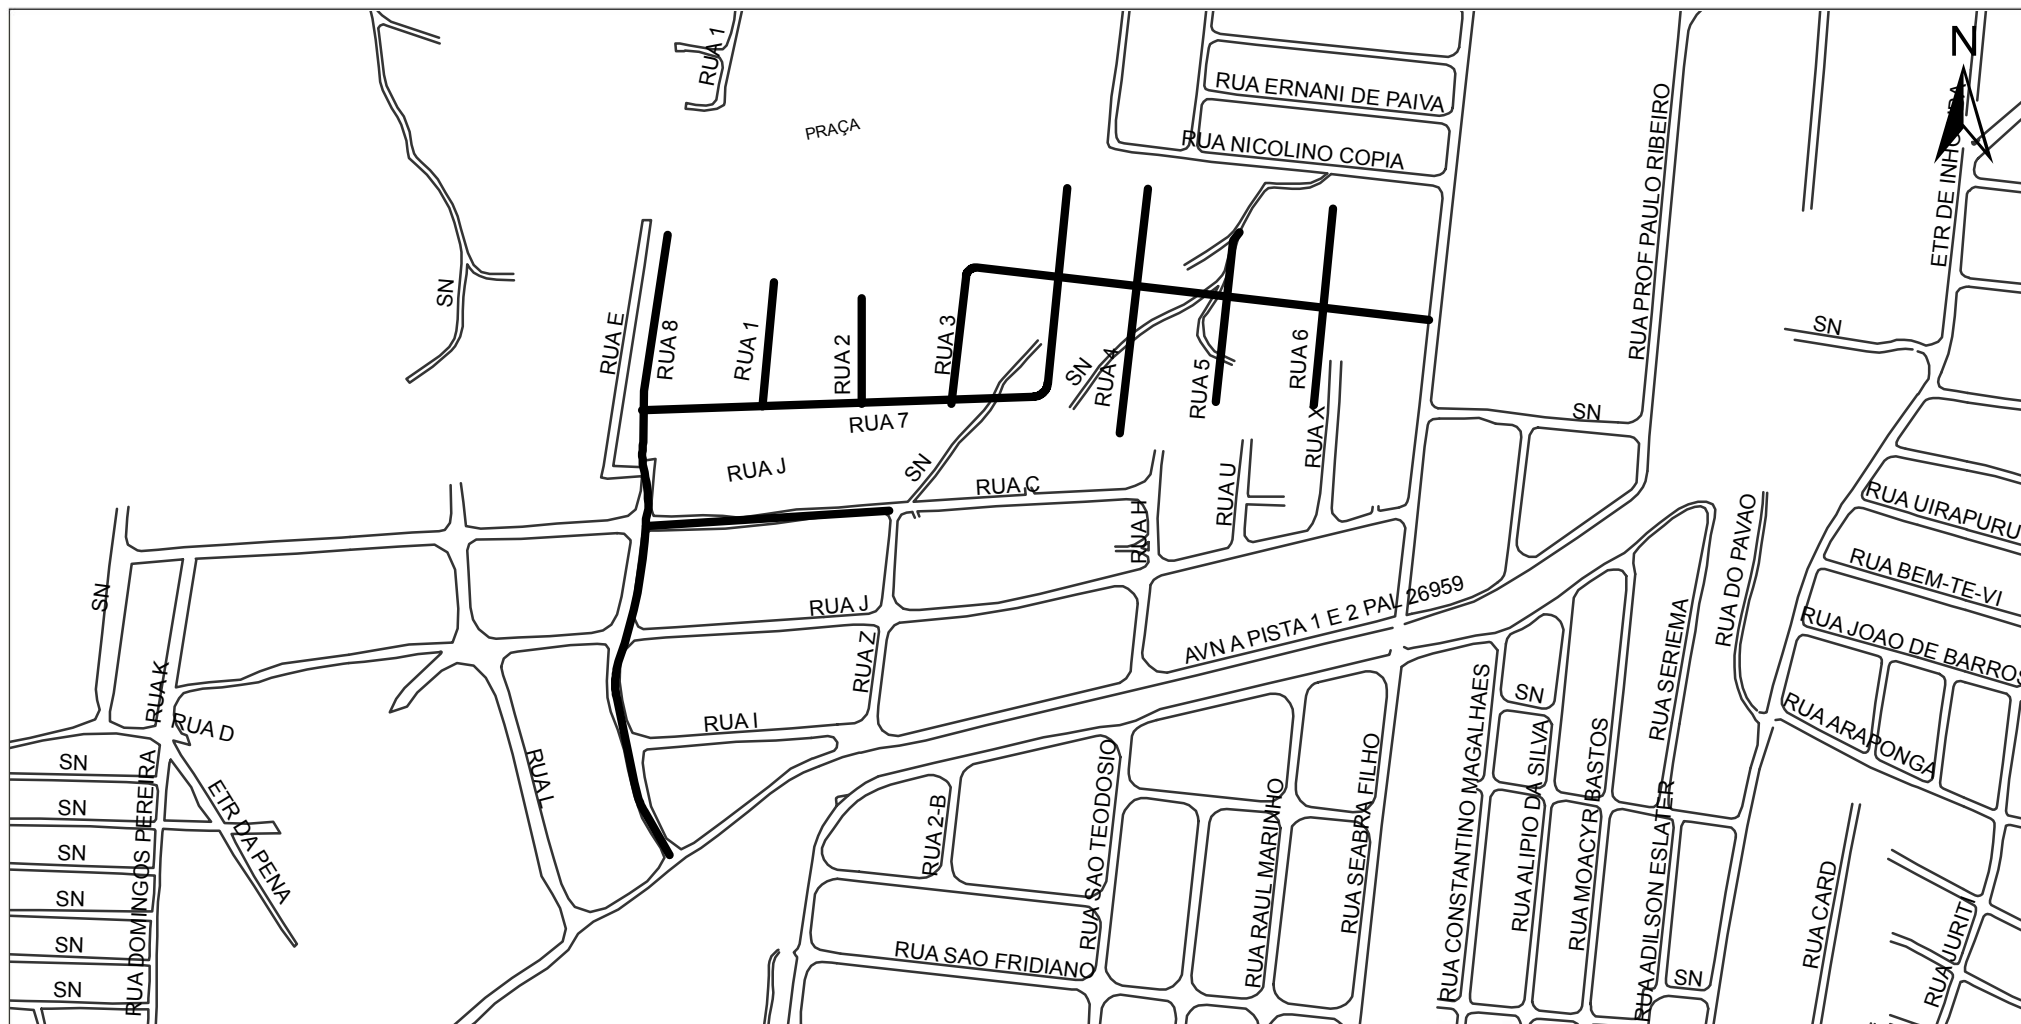 RUA 1
N
RUA ERNANI DE PAIVA
PRAÇA
RUA NICOLINO COPIA
RUA PROF PAULO RIBEIRO
ETR DE
SN
RUA E
RUA 8
RUA 1
RUA 2
RUA 3
SN
RUA 4
RUA 5
RUA 6
SN
SN
RUA 7
RUA X
RUA J
SN
RUA C
RUA U
RUA H
RUA UIRAPURU
RUA DO PAVAO
RUA BEM-TE-VI
SN
RUA J
AVN A PISTA 1 E 2 PAL 26959
RUA SERIEMA
RUA JOAO DE BARROS
RUA K
RUA Z
SN
RUA D
RUA I
RUA ARAPONGA
SN
RUA L
RUA CONSTANTINO MAGALHAES
RUA ALIPIO DA SILVA
RUA MOACYR BASTOS
SN
ETR DA PENA
RUA DOMINGOS PEREIRA
RUA 2-B
RUA SAO TEODOSIO
RUA RAUL MARINHO
RUA SEABRA FILHO
RUA ADILSON ESLATER
SN
SN
RUA CARD
SN
RUA SAO FRIDIANO
RUA JURITI
SN
SN